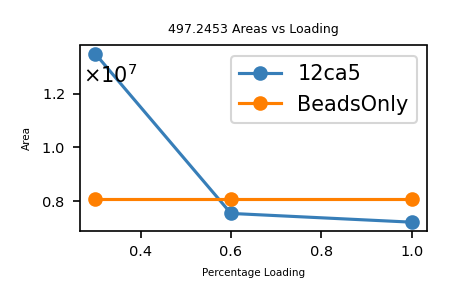 497.2453 Areas vs Loading
×10⁷
12ca5
BeadsOnly
1.2
1.0
0.8
Area
0.4 0.6 0.8 1.0
Percentage Loading